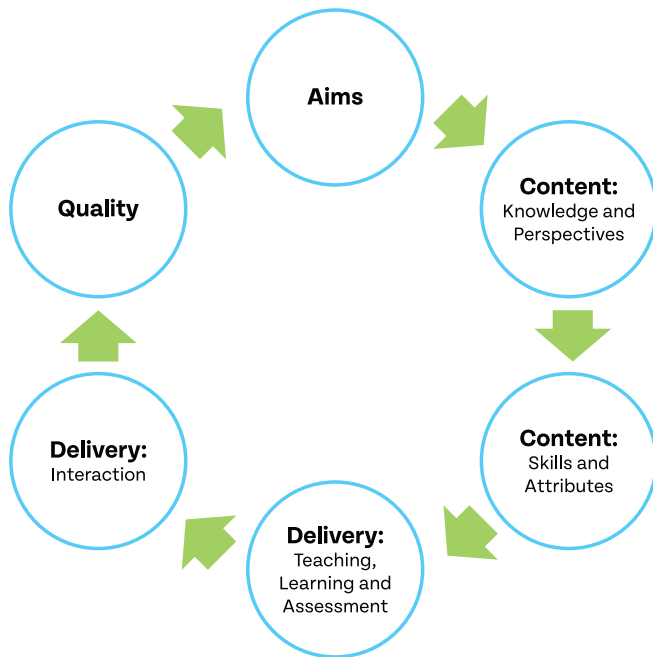 Aims
Content:
Knowledge and
Perspectives
Content:
Skills and
Attributes
Delivery:
Teaching,
Learning and
Assessment
Delivery:
Interaction
Quality